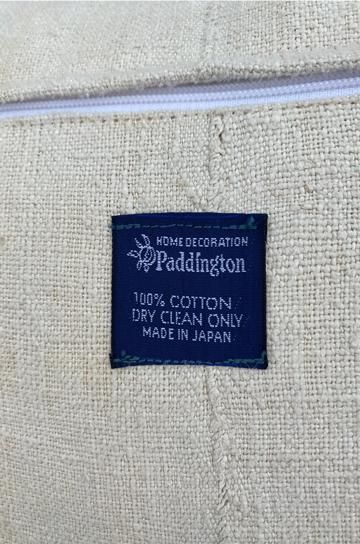 HOME DECORATION
Paddington
100% COTTON
DRY CLEAN ONLY
MADE IN JAPAN